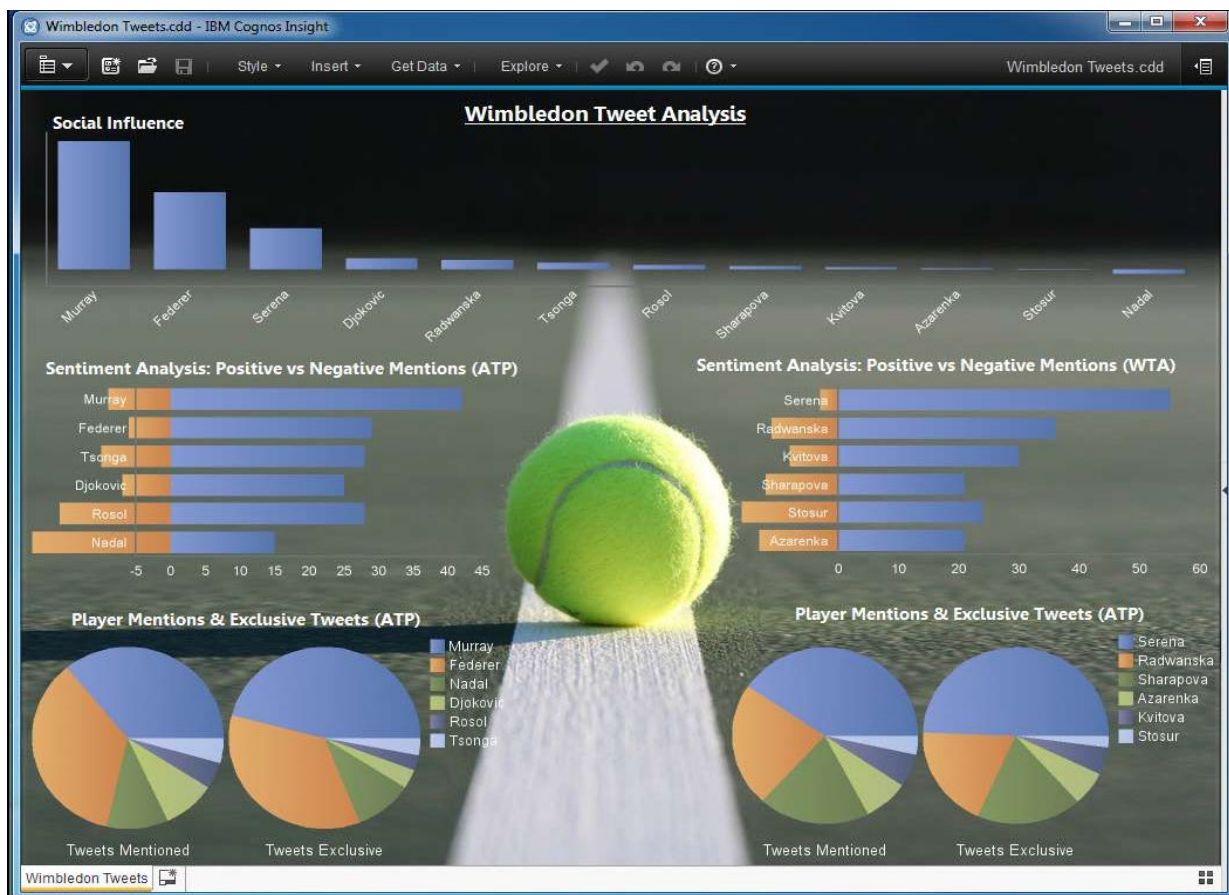 Wimbledon Tweets.cdd - IBM Cognos Insight
Style Insert Get Data Explore Wimbledon Tweets.cdd
Wimbledon Tweet Analysis
Social Influence
Murray Federer Serena Djokovic Radwanska Tsonga Rosol Sharapova Kvitova Azarenka Stosur Nadal
Sentiment Analysis: Positive vs Negative Mentions (ATP)
Murray
Federer
Tsonga
Djokovic
Rosol
Nadal
-5 0 5 10 15 20 25 30 35 40 45
Sentiment Analysis: Positive vs Negative Mentions (WTA)
Serena
Radwanska
Kvitova
Sharapova
Stosur
Azarenka
0 10 20 30 40 50 60
Player Mentions & Exclusive Tweets (ATP)
Murray
Federer
Nadal
Djokovic
Rosol
Tsonga
Tweets Mentioned Tweets Exclusive
Player Mentions & Exclusive Tweets (ATP)
Serena
Radwanska
Sharapova
Azarenka
Kvitova
Stosur
Tweets Mentioned Tweets Exclusive
Wimbledon Tweets